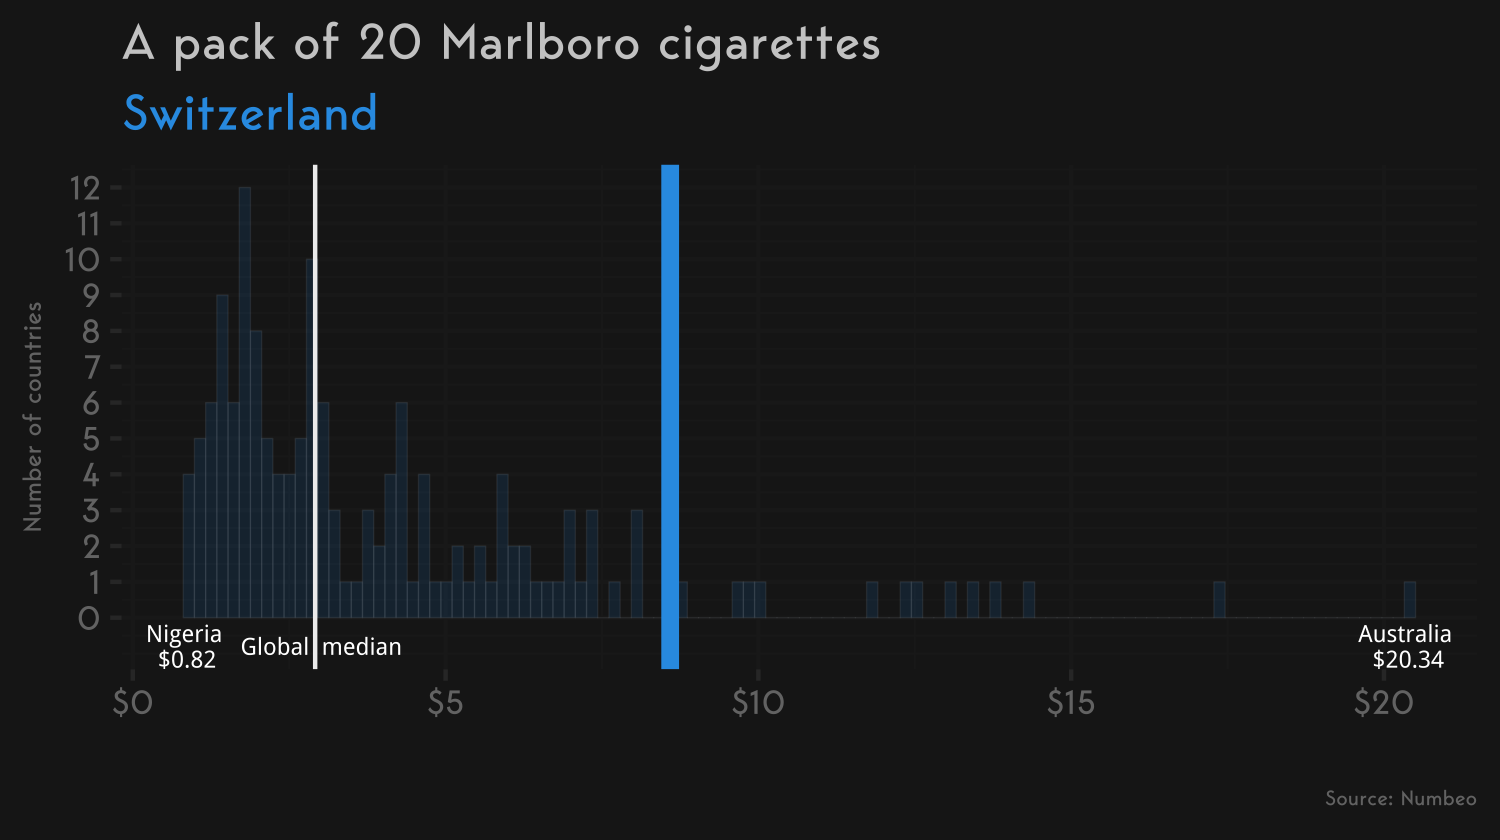 A pack of 20 Marlboro cigarettes
Switzerland
Number of countries
12
11
10
9
8
7
6
5
4
3
2
1
0
Nigeria
$0.82
Global median
Australia
$20.34
$0 $5 $10 $15 $20
Source: Numbeo